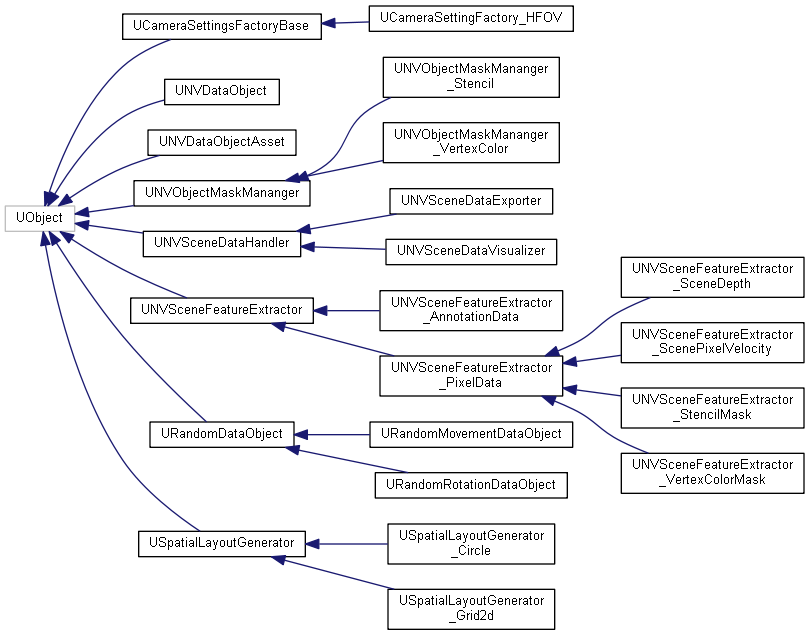 UObject
UCameraSettingsFactoryBase
UCameraSettingFactory_HFOV
UNVDataObject
UNVDataObjectAsset
UNVObjectMaskMananger
UNVObjectMaskMananger
_Stencil
UNVObjectMaskMananger
_VertexColor
UNVSceneDataHandler
UNVSceneDataExporter
UNVSceneDataVisualizer
UNVSceneFeatureExtractor
UNVSceneFeatureExtractor
_AnnotationData
UNVSceneFeatureExtractor
_PixelData
UNVSceneFeatureExtractor
_SceneDepth
UNVSceneFeatureExtractor
_ScenePixelVelocity
UNVSceneFeatureExtractor
_StencilMask
UNVSceneFeatureExtractor
_VertexColorMask
URandomDataObject
URandomMovementDataObject
URandomRotationDataObject
USpatialLayoutGenerator
USpatialLayoutGenerator
_Circle
USpatialLayoutGenerator
_Grid2d